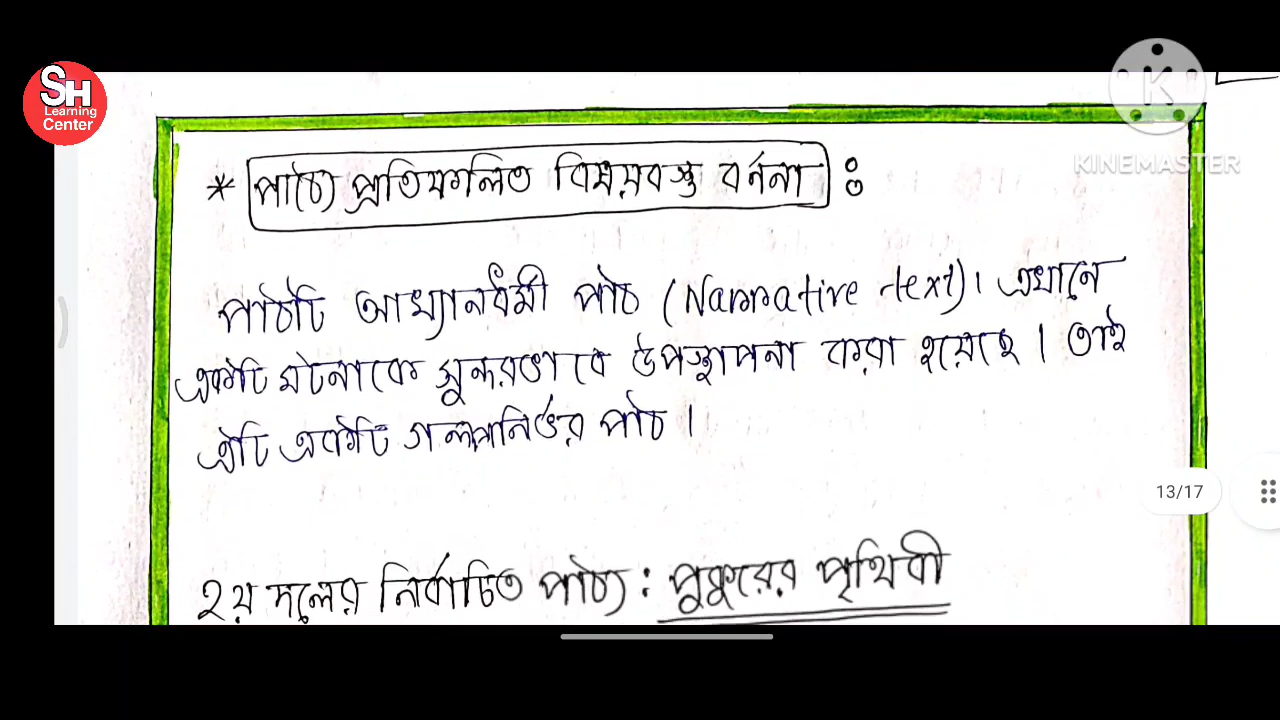 SH
Learning
Center
KINEMASTER
* পাঠ্যে প্রতিফলিত বিষয়বস্তু বর্ননা :
পাঠটি আখ্যানধর্মী পাঠ (Narrative text)। এখানে
একটি ঘটনাকে সুন্দরভাবে উপস্থাপনা করা হয়েছে। তাই
এটি একটি গল্পনির্ভর পাঠ।
13/17
২য় দলের নির্বাচিত পাঠ্য : পুকুরের পৃথিবী